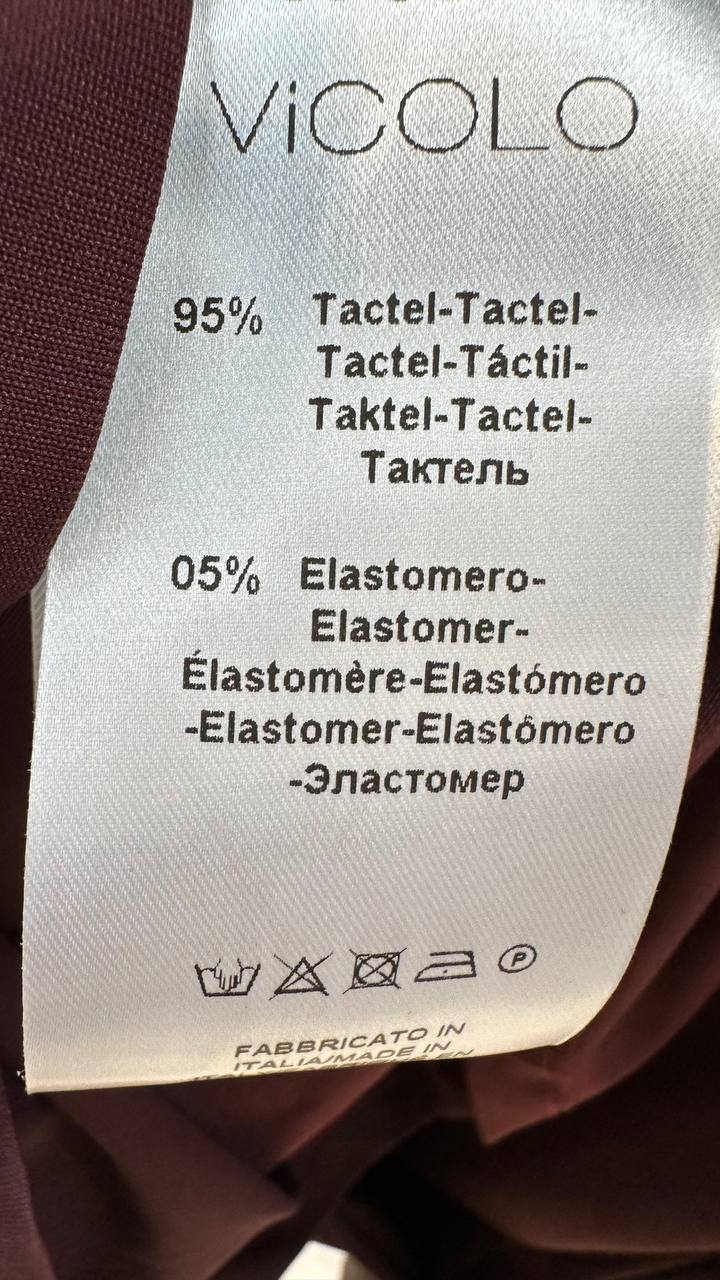 ViCOLO
95% Tactel-Tactel-
Tactel-Táctil-
Taktel-Tactel-
Тактель
05% Elastomero-
Elastomer-
Élastomère-Elastómero
-Elastomer-Elastômero
-Эластомер
P
FABBRICATO IN
ITALIA/MADE IN